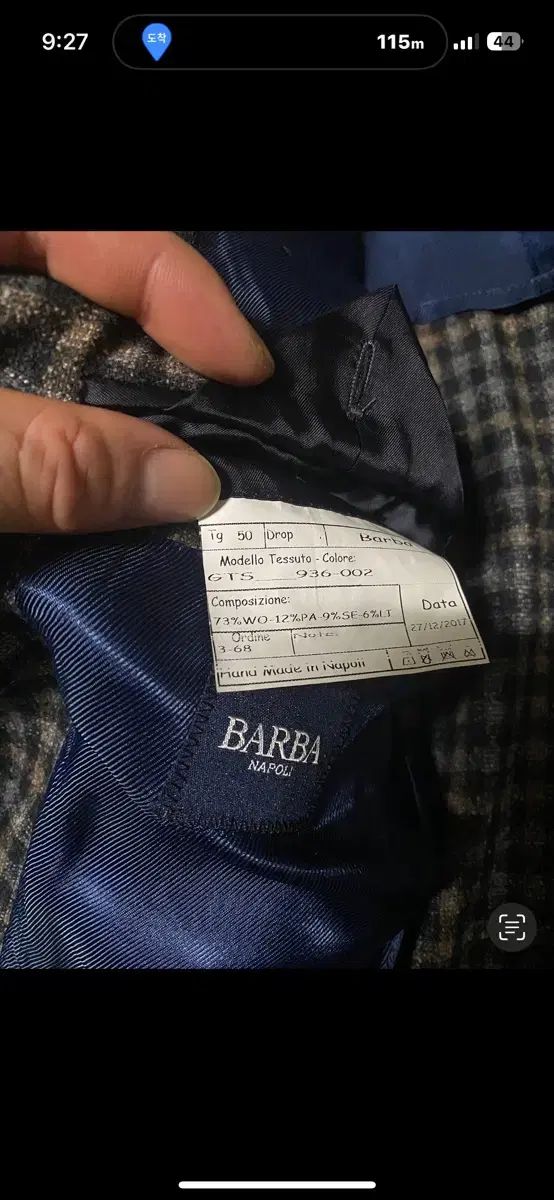 9:27
도착
115m
44
Tg 50 Drop Barba
Modello Tessuto - Colore:
GTS 936-002
Composizione:
73%WO-12%PA-9%SE-6%LI
Data
27/12/2017
Ordine Note:
3-68
Hand Made in Napoli
BARBA
NAPOLI